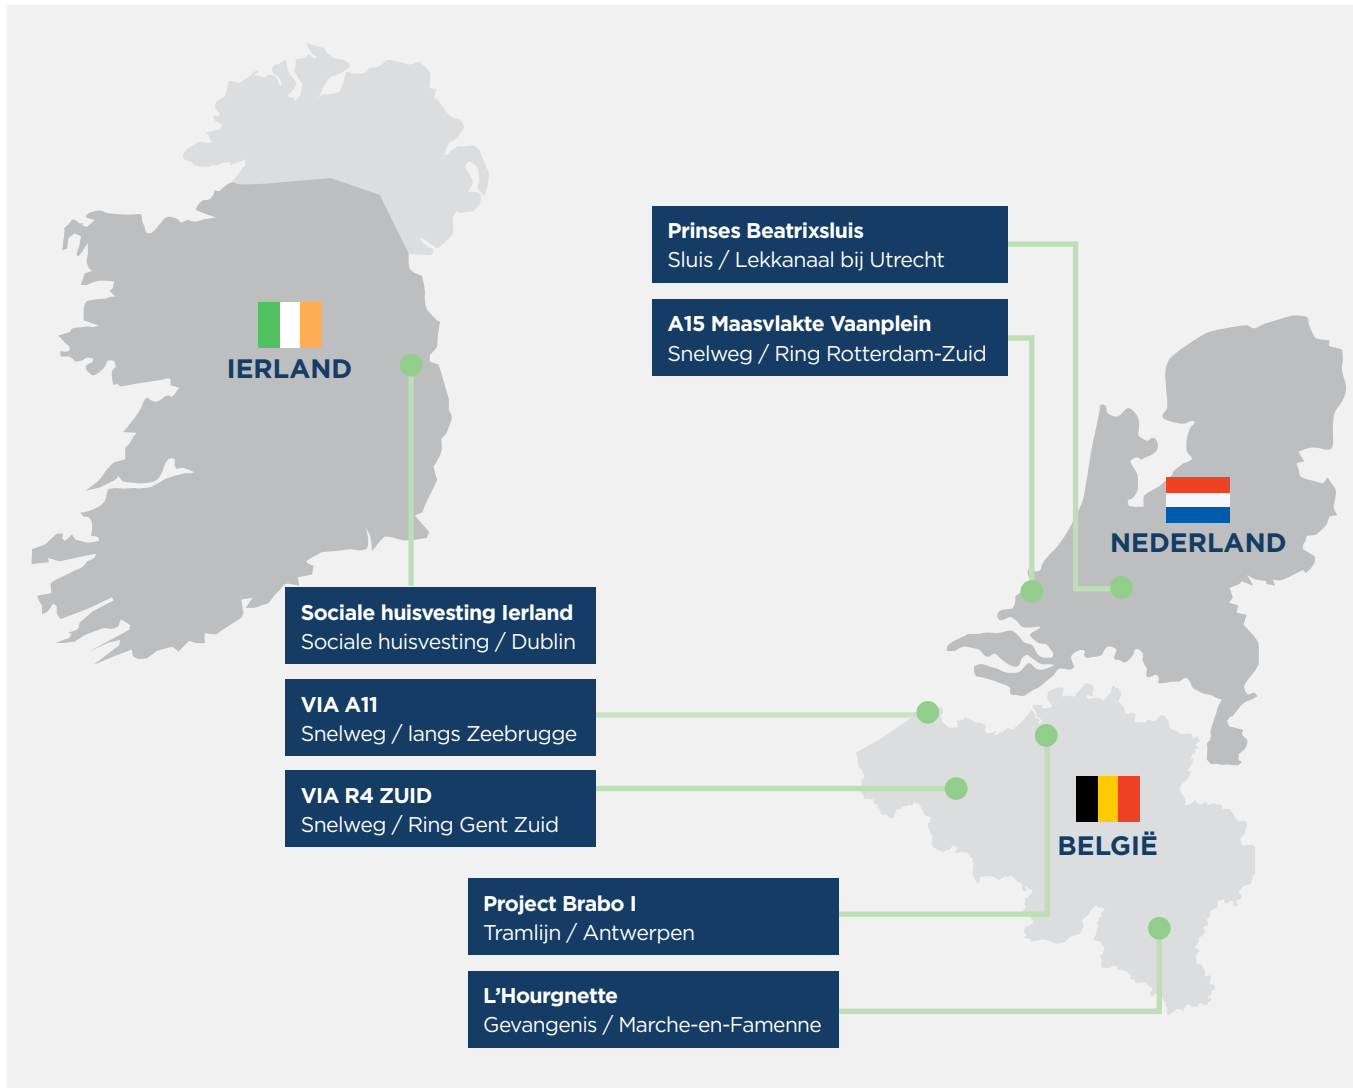 Prinses Beatrixsluis
Sluis / Lekkanaal bij Utrecht
A15 Maasvlakte Vaanplein
Snelweg / Ring Rotterdam-Zuid
IERLAND
NEDERLAND
Sociale huisvesting Ierland
Sociale huisvesting / Dublin
VIA A11
Snelweg / langs Zeebrugge
VIA R4 ZUID
Snelweg / Ring Gent Zuid
BELGIË
Project Brabo I
Tramlijn / Antwerpen
L’Hourgnette
Gevangenis / Marche-en-Famenne